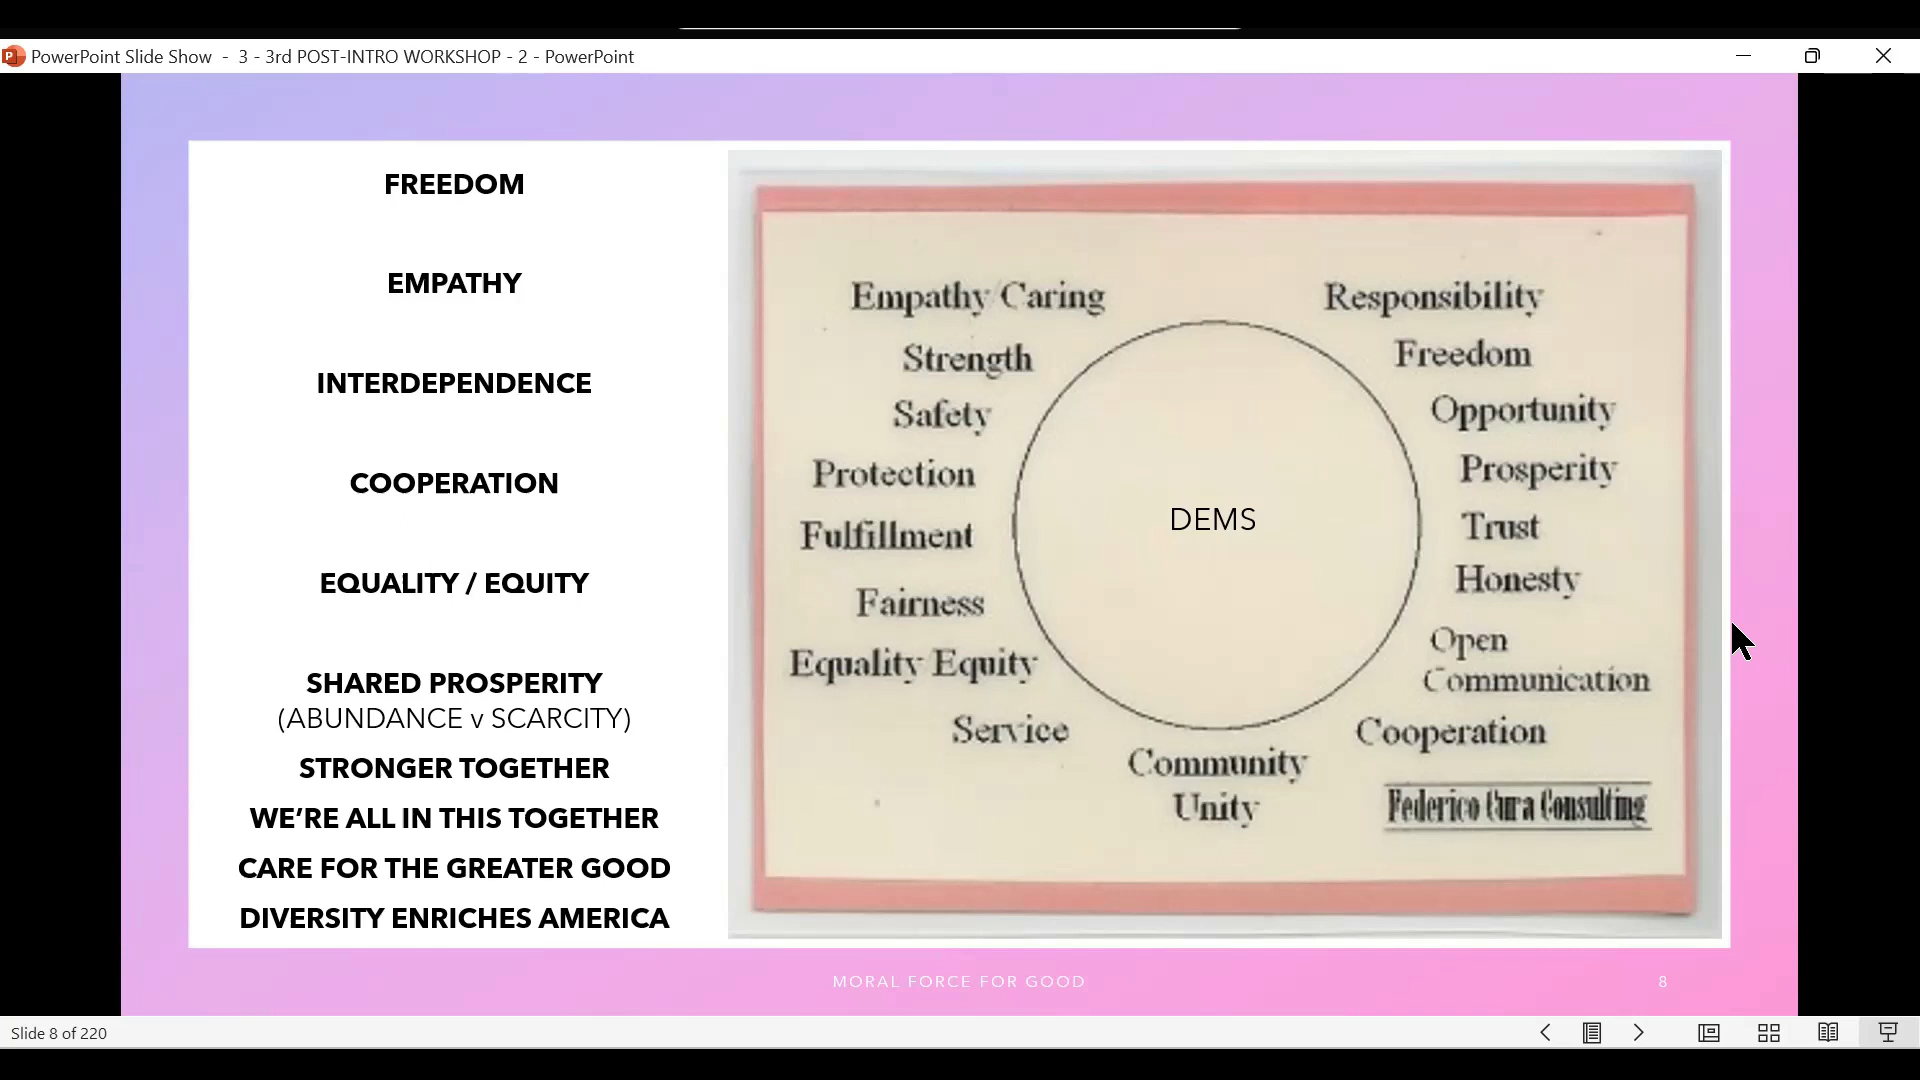 PowerPoint Slide Show - 3 - 3rd POST-INTRO WORKSHOP - 2 - PowerPoint
FREEDOM
EMPATHY
INTERDEPENDENCE
COOPERATION
EQUALITY / EQUITY
SHARED PROSPERITY
(ABUNDANCE v SCARCITY)
STRONGER TOGETHER
WE’RE ALL IN THIS TOGETHER
CARE FOR THE GREATER GOOD
DIVERSITY ENRICHES AMERICA
Empathy/Caring
Strength
Safety
Protection
Fulfillment
Fairness
Equality Equity
Service
Community
Unity
DEMS
Responsibility
Freedom
Opportunity
Prosperity
Trust
Honesty
Open
Communication
Cooperation
Federico Cura Consulting
MORAL FORCE FOR GOOD
8
Slide 8 of 220